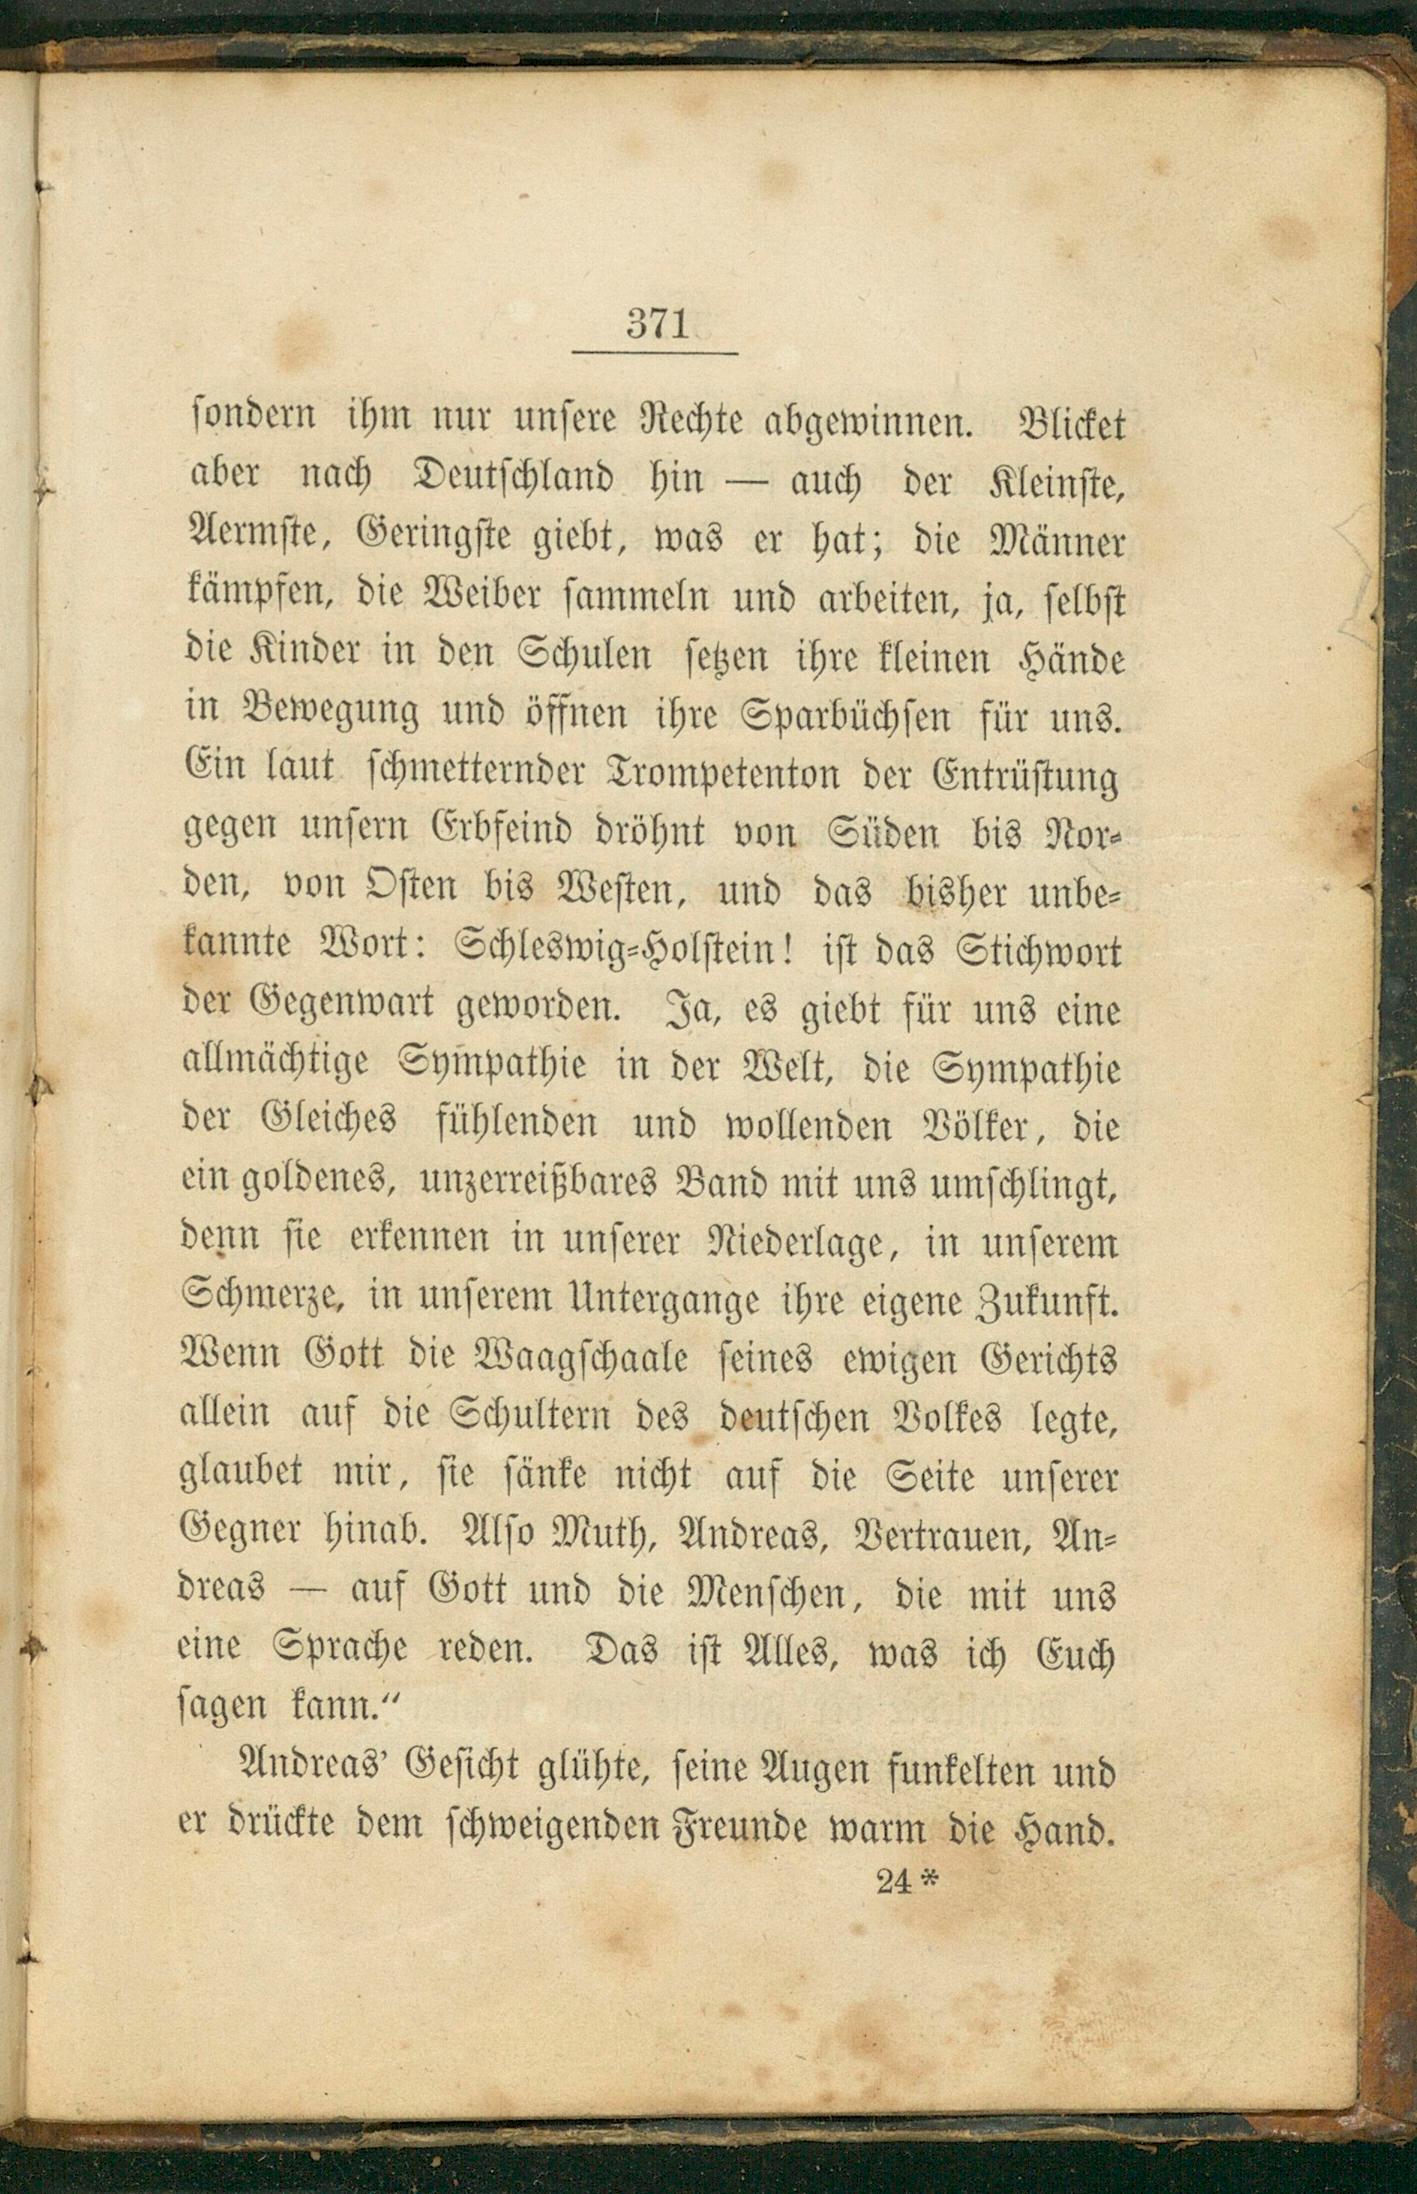 371
sondern ihm nur unsere Rechte abgewinnen. Blicket
aber nach Deutschland hin — auch der Kleinste,
Aermste, Geringste giebt, was er hat; die Männer
kämpfen, die Weiber sammeln und arbeiten, ja, selbst
die Kinder in den Schulen setzen ihre kleinen Hände
in Bewegung und öffnen ihre Sparbüchsen für uns.
Ein laut schmetternder Trompetenton der Entrüstung
gegen unsern Erbfeind dröhnt von Süden bis Nor-
den, von Osten bis Westen, und das bisher unbe-
kannte Wort: Schleswig-Holstein! ist das Stichwort
der Gegenwart geworden. Ja, es giebt für uns eine
allmächtige Sympathie in der Welt, die Sympathie
der Gleiches fühlenden und wollenden Völker, die
ein goldenes, unzerreißbares Band mit uns umschlingt,
denn sie erkennen in unserer Niederlage, in unserem
Schmerze, in unserem Untergange ihre eigene Zukunft.
Wenn Gott die Waagschaale seines ewigen Gerichts
allein auf die Schultern des deutschen Volkes legte,
glaubet mir, sie sänke nicht auf die Seite unserer
Gegner hinab. Also Muth, Andreas, Vertrauen, An-
dreas — auf Gott und die Menschen, die mit uns
eine Sprache reden. Das ist Alles, was ich Euch
sagen kann.“
Andreas’ Gesicht glühte, seine Augen funkelten und
er drückte dem schweigenden Freunde warm die Hand.
24*